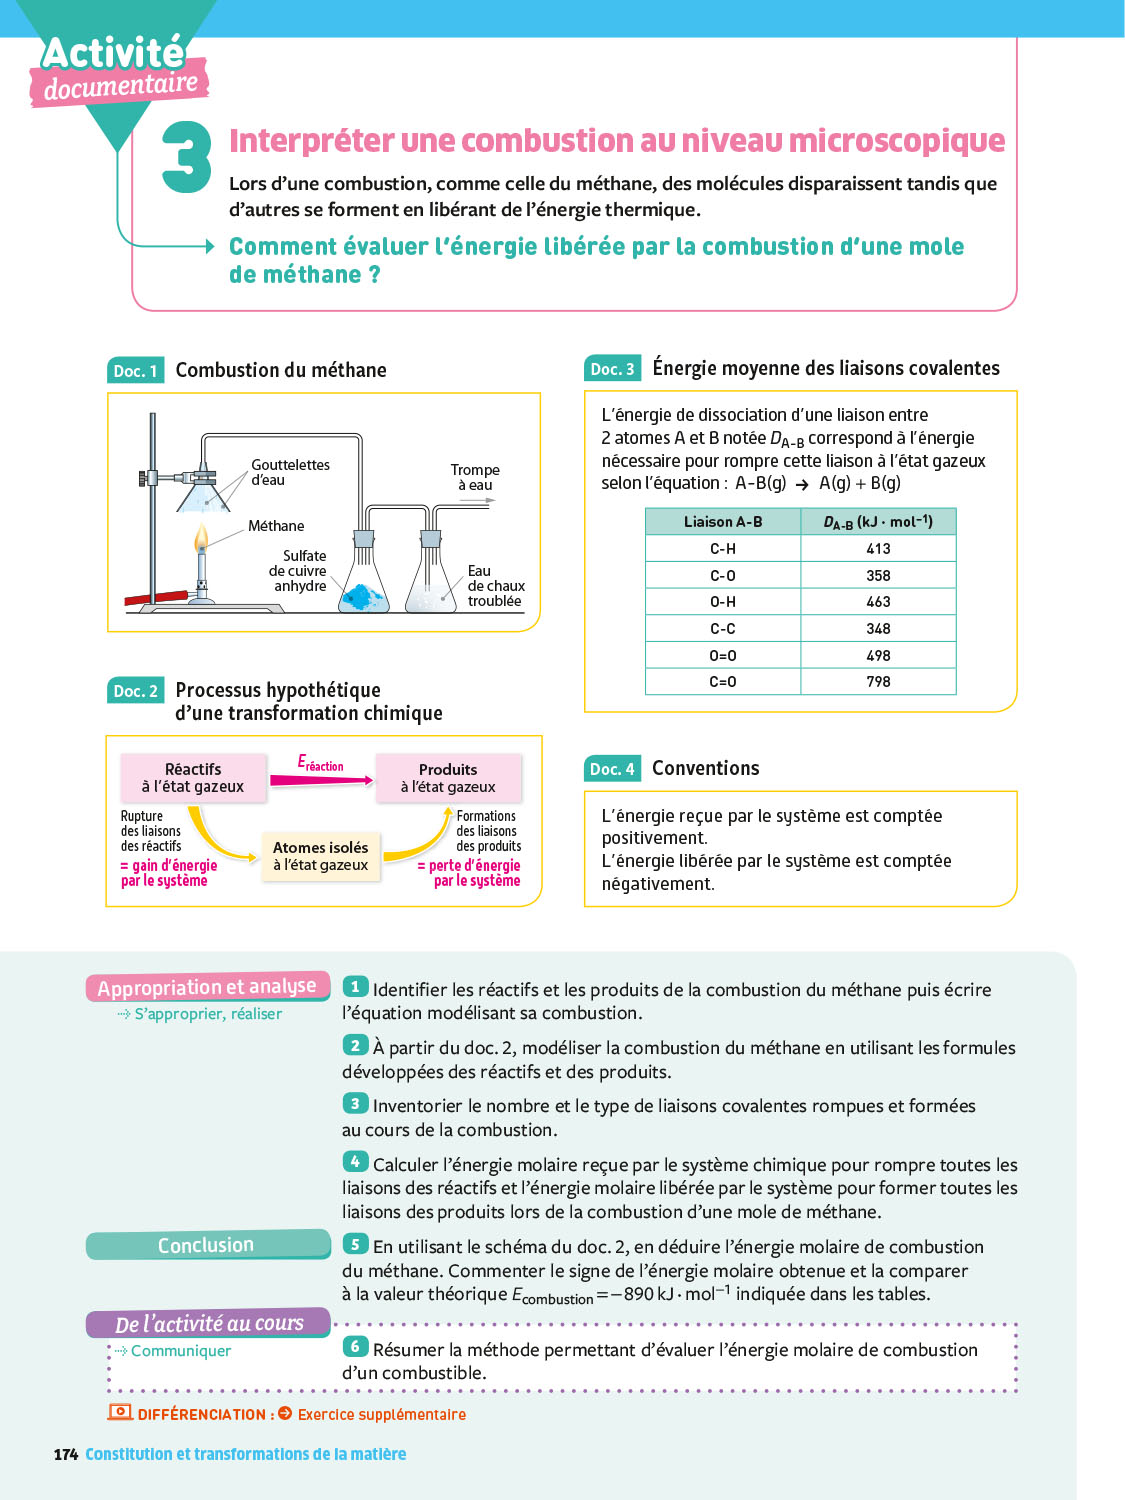 Activité
documentaire
3 Interpréter une combustion au niveau microscopique
Lors d'une combustion, comme celle du méthane, des molécules disparaissent tandis que
d'autres se forment en libérant de l'énergie thermique.
Comment évaluer l'énergie libérée par la combustion d'une mole
de méthane ?
Doc. 1 Combustion du méthane
Gouttelettes
d'eau
Trompe
à eau
Méthane
Sulfate
de cuivre
anhydre
Eau
de chaux
troublée
Doc. 2 Processus hypothétique
d'une transformation chimique
Réactifs
à l'état gazeux
Eréaction
Produits
à l'état gazeux
Rupture
des liaisons
des réactifs
= gain d'énergie
par le système
Atomes isolés
à l'état gazeux
Formations
des liaisons
des produits
= perte d'énergie
par le système
Doc. 3 Énergie moyenne des liaisons covalentes
L'énergie de dissociation d'une liaison entre
2 atomes A et B notée DA-B correspond à l'énergie
nécessaire pour rompre cette liaison à l'état gazeux
selon l'équation : A-B(g) → A(g) + B(g)
Liaison A-B DA-B (kJ · mol⁻¹)
C-H 413
C-O 358
O-H 463
C-C 348
O=O 498
C=O 798
Doc. 4 Conventions
L'énergie reçue par le système est comptée
positivement.
L'énergie libérée par le système est comptée
négativement.
Appropriation et analyse
S'approprier, réaliser
1 Identifier les réactifs et les produits de la combustion du méthane puis écrire
l'équation modélisant sa combustion.
2 À partir du doc. 2, modéliser la combustion du méthane en utilisant les formules
développées des réactifs et des produits.
3 Inventorier le nombre et le type de liaisons covalentes rompues et formées
au cours de la combustion.
4 Calculer l'énergie molaire reçue par le système chimique pour rompre toutes les
liaisons des réactifs et l'énergie molaire libérée par le système pour former toutes les
liaisons des produits lors de la combustion d'une mole de méthane.
Conclusion
5 En utilisant le schéma du doc. 2, en déduire l'énergie molaire de combustion
du méthane. Commenter le signe de l'énergie molaire obtenue et la comparer
à la valeur théorique Ecombustion = −890 kJ · mol⁻¹ indiquée dans les tables.
De l'activité au cours
Communiquer
6 Résumer la méthode permettant d'évaluer l'énergie molaire de combustion
d'un combustible.
DIFFÉRENCIATION : Exercice supplémentaire
174 Constitution et transformations de la matière